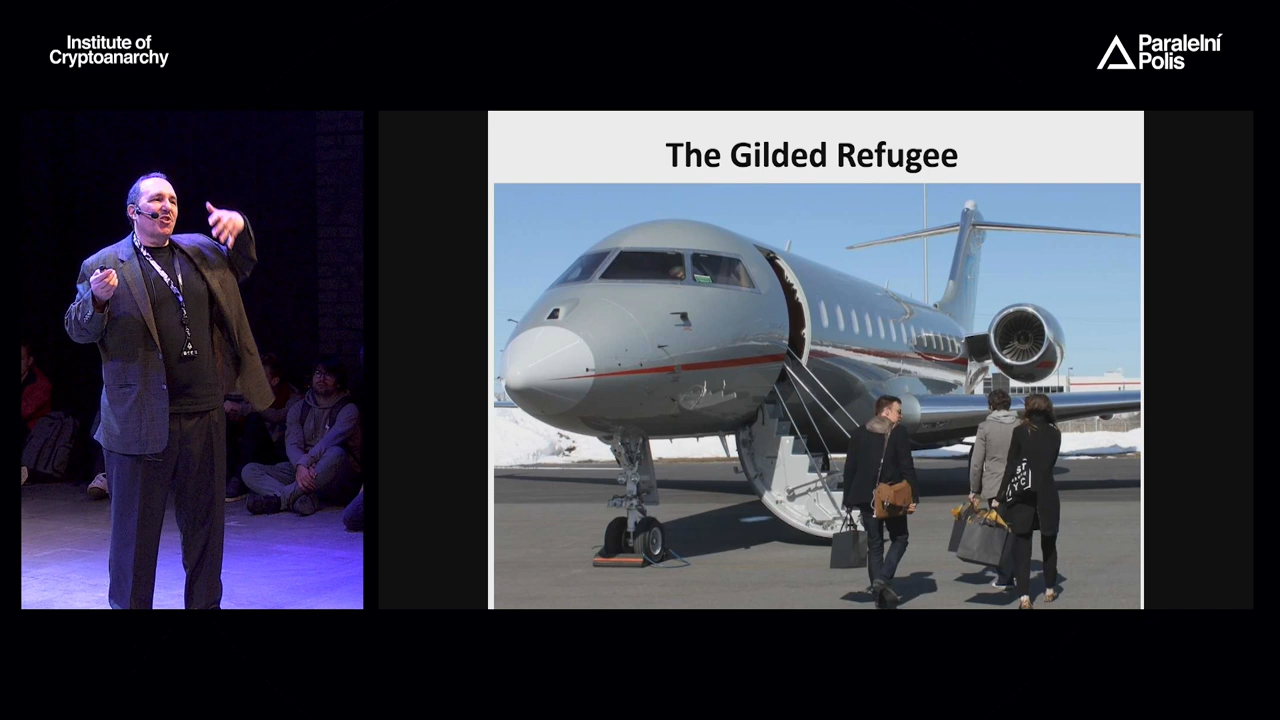 Institute of
Cryptoanarchy
Paralelní
Polis
The Gilded Refugee